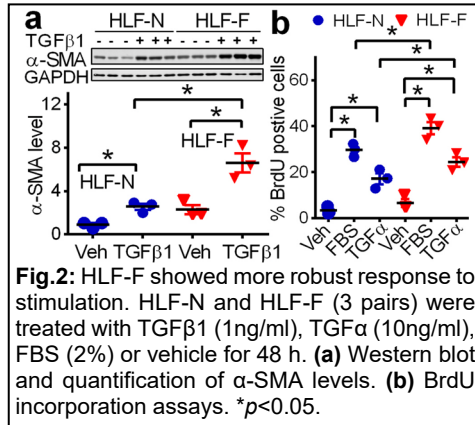 a
HLF-N HLF-F
TGFβ1 - - - + + + - - - + + +
α-SMA
GAPDH
α-SMA level
12
8
4
0
*
*
*
HLF-N
HLF-F
Veh TGFβ1 Veh TGFβ1
b
HLF-N HLF-F
% BrdU postive cells
60
40
20
0
*
*
*
*
*
*
Veh FBS TGFα Veh FBS TGFα
Fig.2: HLF-F showed more robust response to
stimulation. HLF-N and HLF-F (3 pairs) were
treated with TGFβ1 (1ng/ml), TGFα (10ng/ml),
FBS (2%) or vehicle for 48 h. (a) Western blot
and quantification of α-SMA levels. (b) BrdU
incorporation assays. *p<0.05.